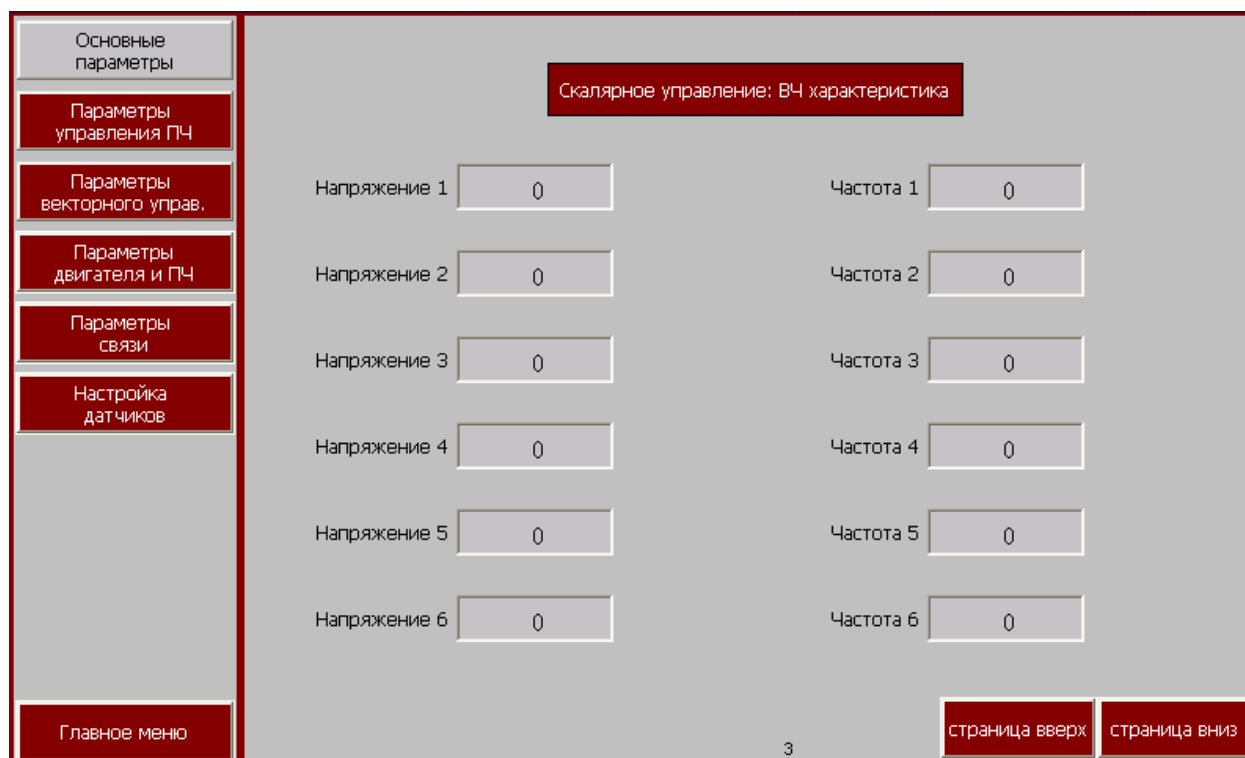 Основные
параметры
Параметры
управления ПЧ
Параметры
векторного управ.
Параметры
двигателя и ПЧ
Параметры
связи
Настройка
датчиков
Главное меню
Скалярное управление: ВЧ характеристика
Напряжение 1 0 Частота 1 0
Напряжение 2 0 Частота 2 0
Напряжение 3 0 Частота 3 0
Напряжение 4 0 Частота 4 0
Напряжение 5 0 Частота 5 0
Напряжение 6 0 Частота 6 0
страница вверх страница вниз
3